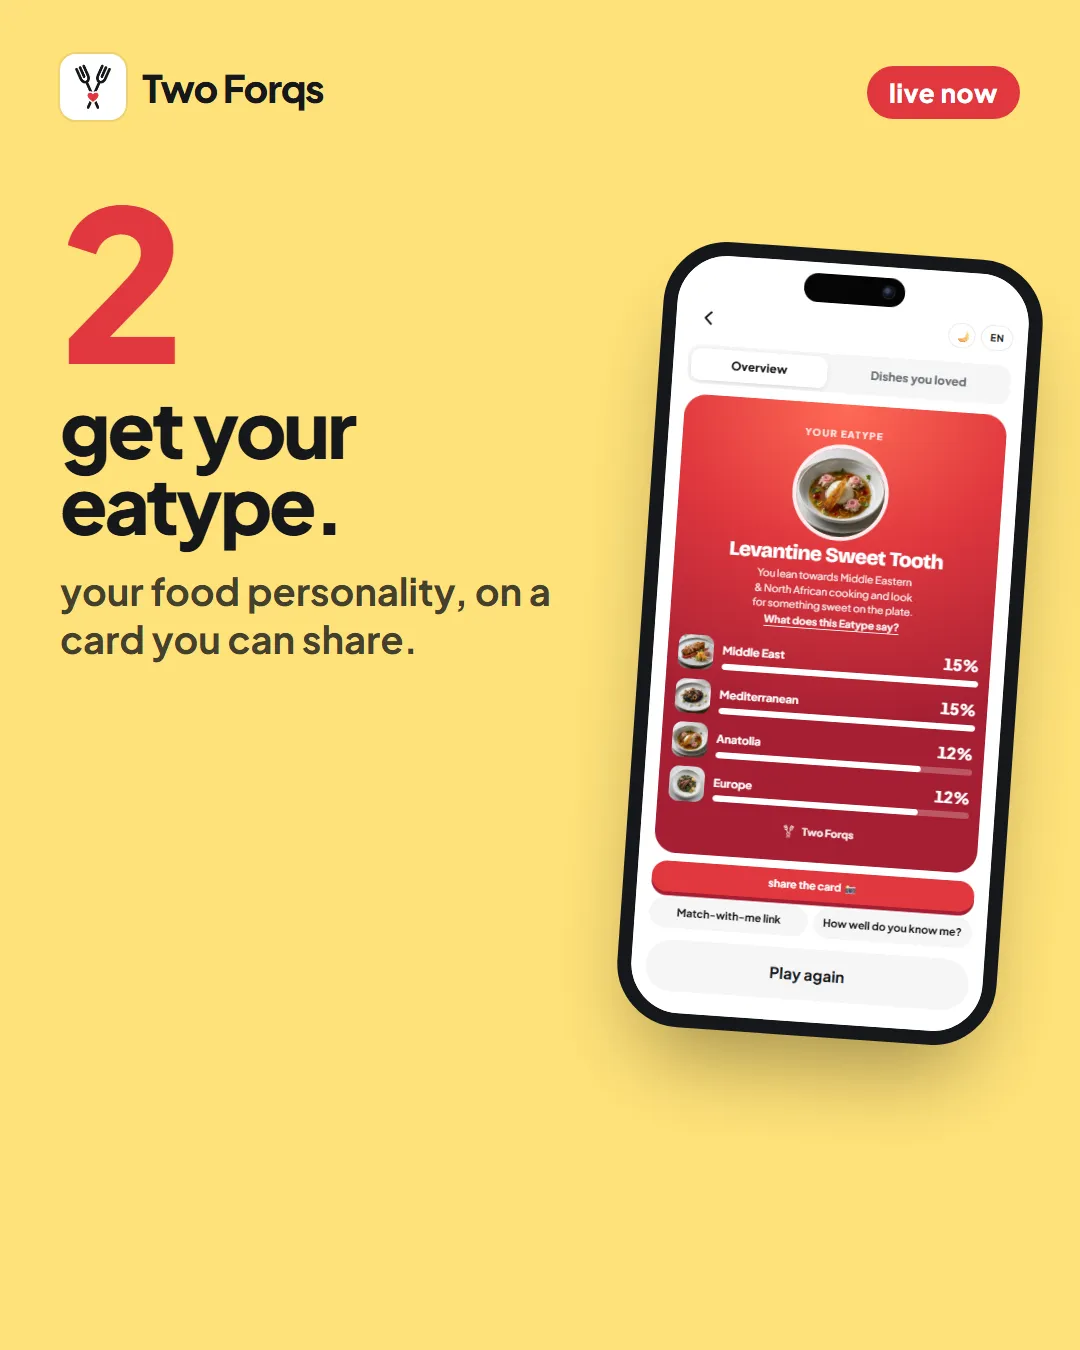 Two Forqs
live now
2
get your
eatype.
your food personality, on a
card you can share.
EN
Overview
Dishes you loved
YOUR EATYPE
Levantine Sweet Tooth
You lean towards Middle Eastern
& North African cooking and look
for something sweet on the plate.
What does this Eatype say?
Middle East 15%
Mediterranean 15%
Anatolia 12%
Europe 12%
Two Forqs
share the card 📷
Match-with-me link
How well do you know me?
Play again